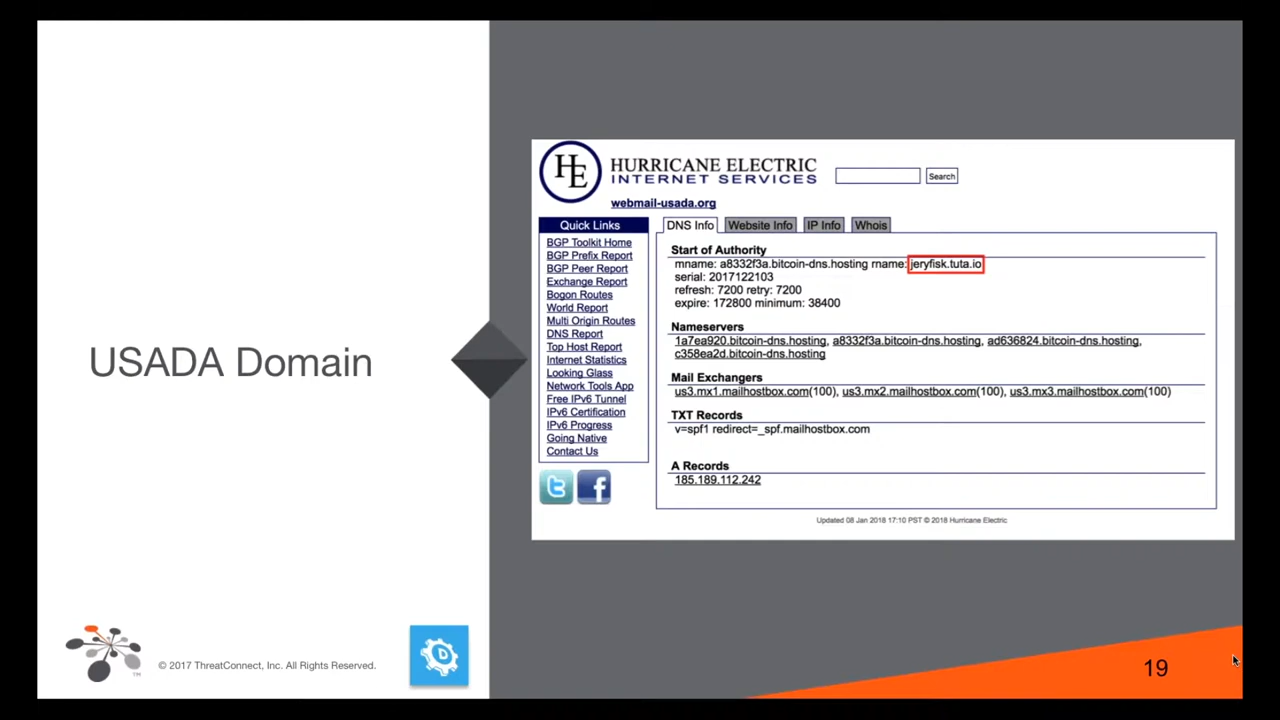 USADA Domain
HURRICANE ELECTRIC
INTERNET SERVICES
Search
webmail-usada.org
Quick Links
BGP Toolkit Home
BGP Prefix Report
BGP Peer Report
Exchange Report
Bogon Routes
World Report
Multi Origin Routes
DNS Report
Top Host Report
Internet Statistics
Looking Glass
Network Tools App
Free IPv6 Tunnel
IPv6 Certification
IPv6 Progress
Going Native
Contact Us
DNS Info Website Info IP Info Whois
Start of Authority
mname: a8332f3a.bitcoin-dns.hosting rname: jeryfisk.tuta.io
serial: 2017122103
refresh: 7200 retry: 7200
expire: 172800 minimum: 38400
Nameservers
1a7ea920.bitcoin-dns.hosting, a8332f3a.bitcoin-dns.hosting, ad636824.bitcoin-dns.hosting,
c358ea2d.bitcoin-dns.hosting
Mail Exchangers
us3.mx1.mailhostbox.com(100), us3.mx2.mailhostbox.com(100), us3.mx3.mailhostbox.com(100)
TXT Records
v=spf1 redirect=_spf.mailhostbox.com
A Records
185.189.112.242
Updated 08 Jan 2018 17:10 PST © 2018 Hurricane Electric
TM
© 2017 ThreatConnect, Inc. All Rights Reserved.
D
19